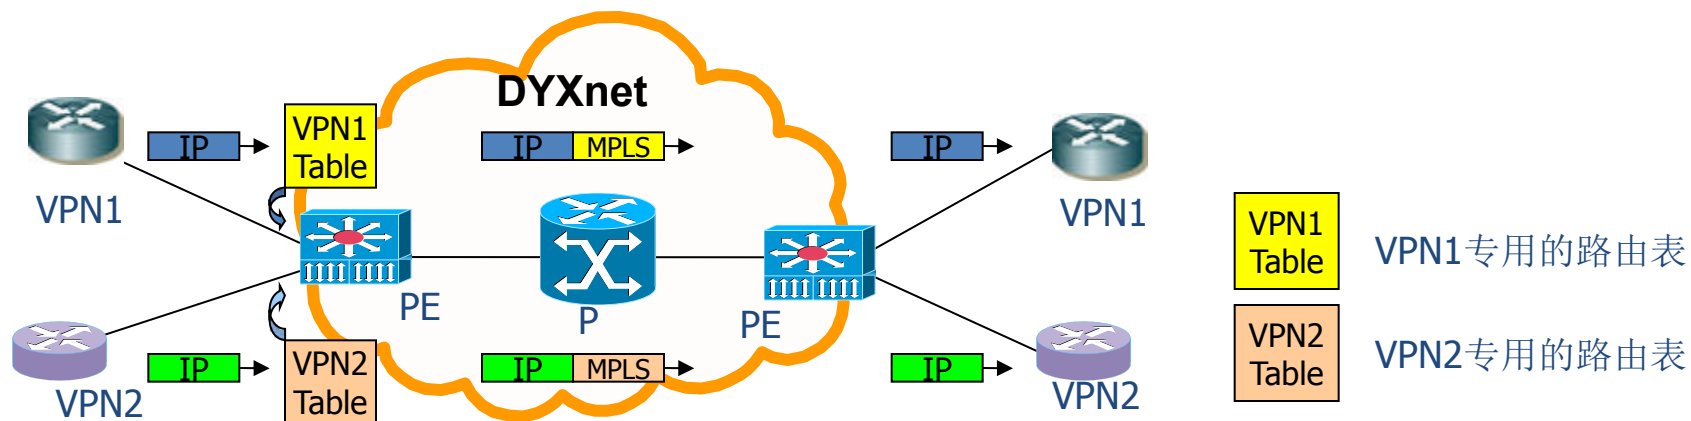 DYXnet
VPN1
Table
IP
IP MPLS
IP
VPN1
VPN1
PE
P
PE
VPN2
Table
IP
IP MPLS
IP
VPN2
VPN2
VPN1
Table
VPN1专用的路由表
VPN2
Table
VPN2专用的路由表